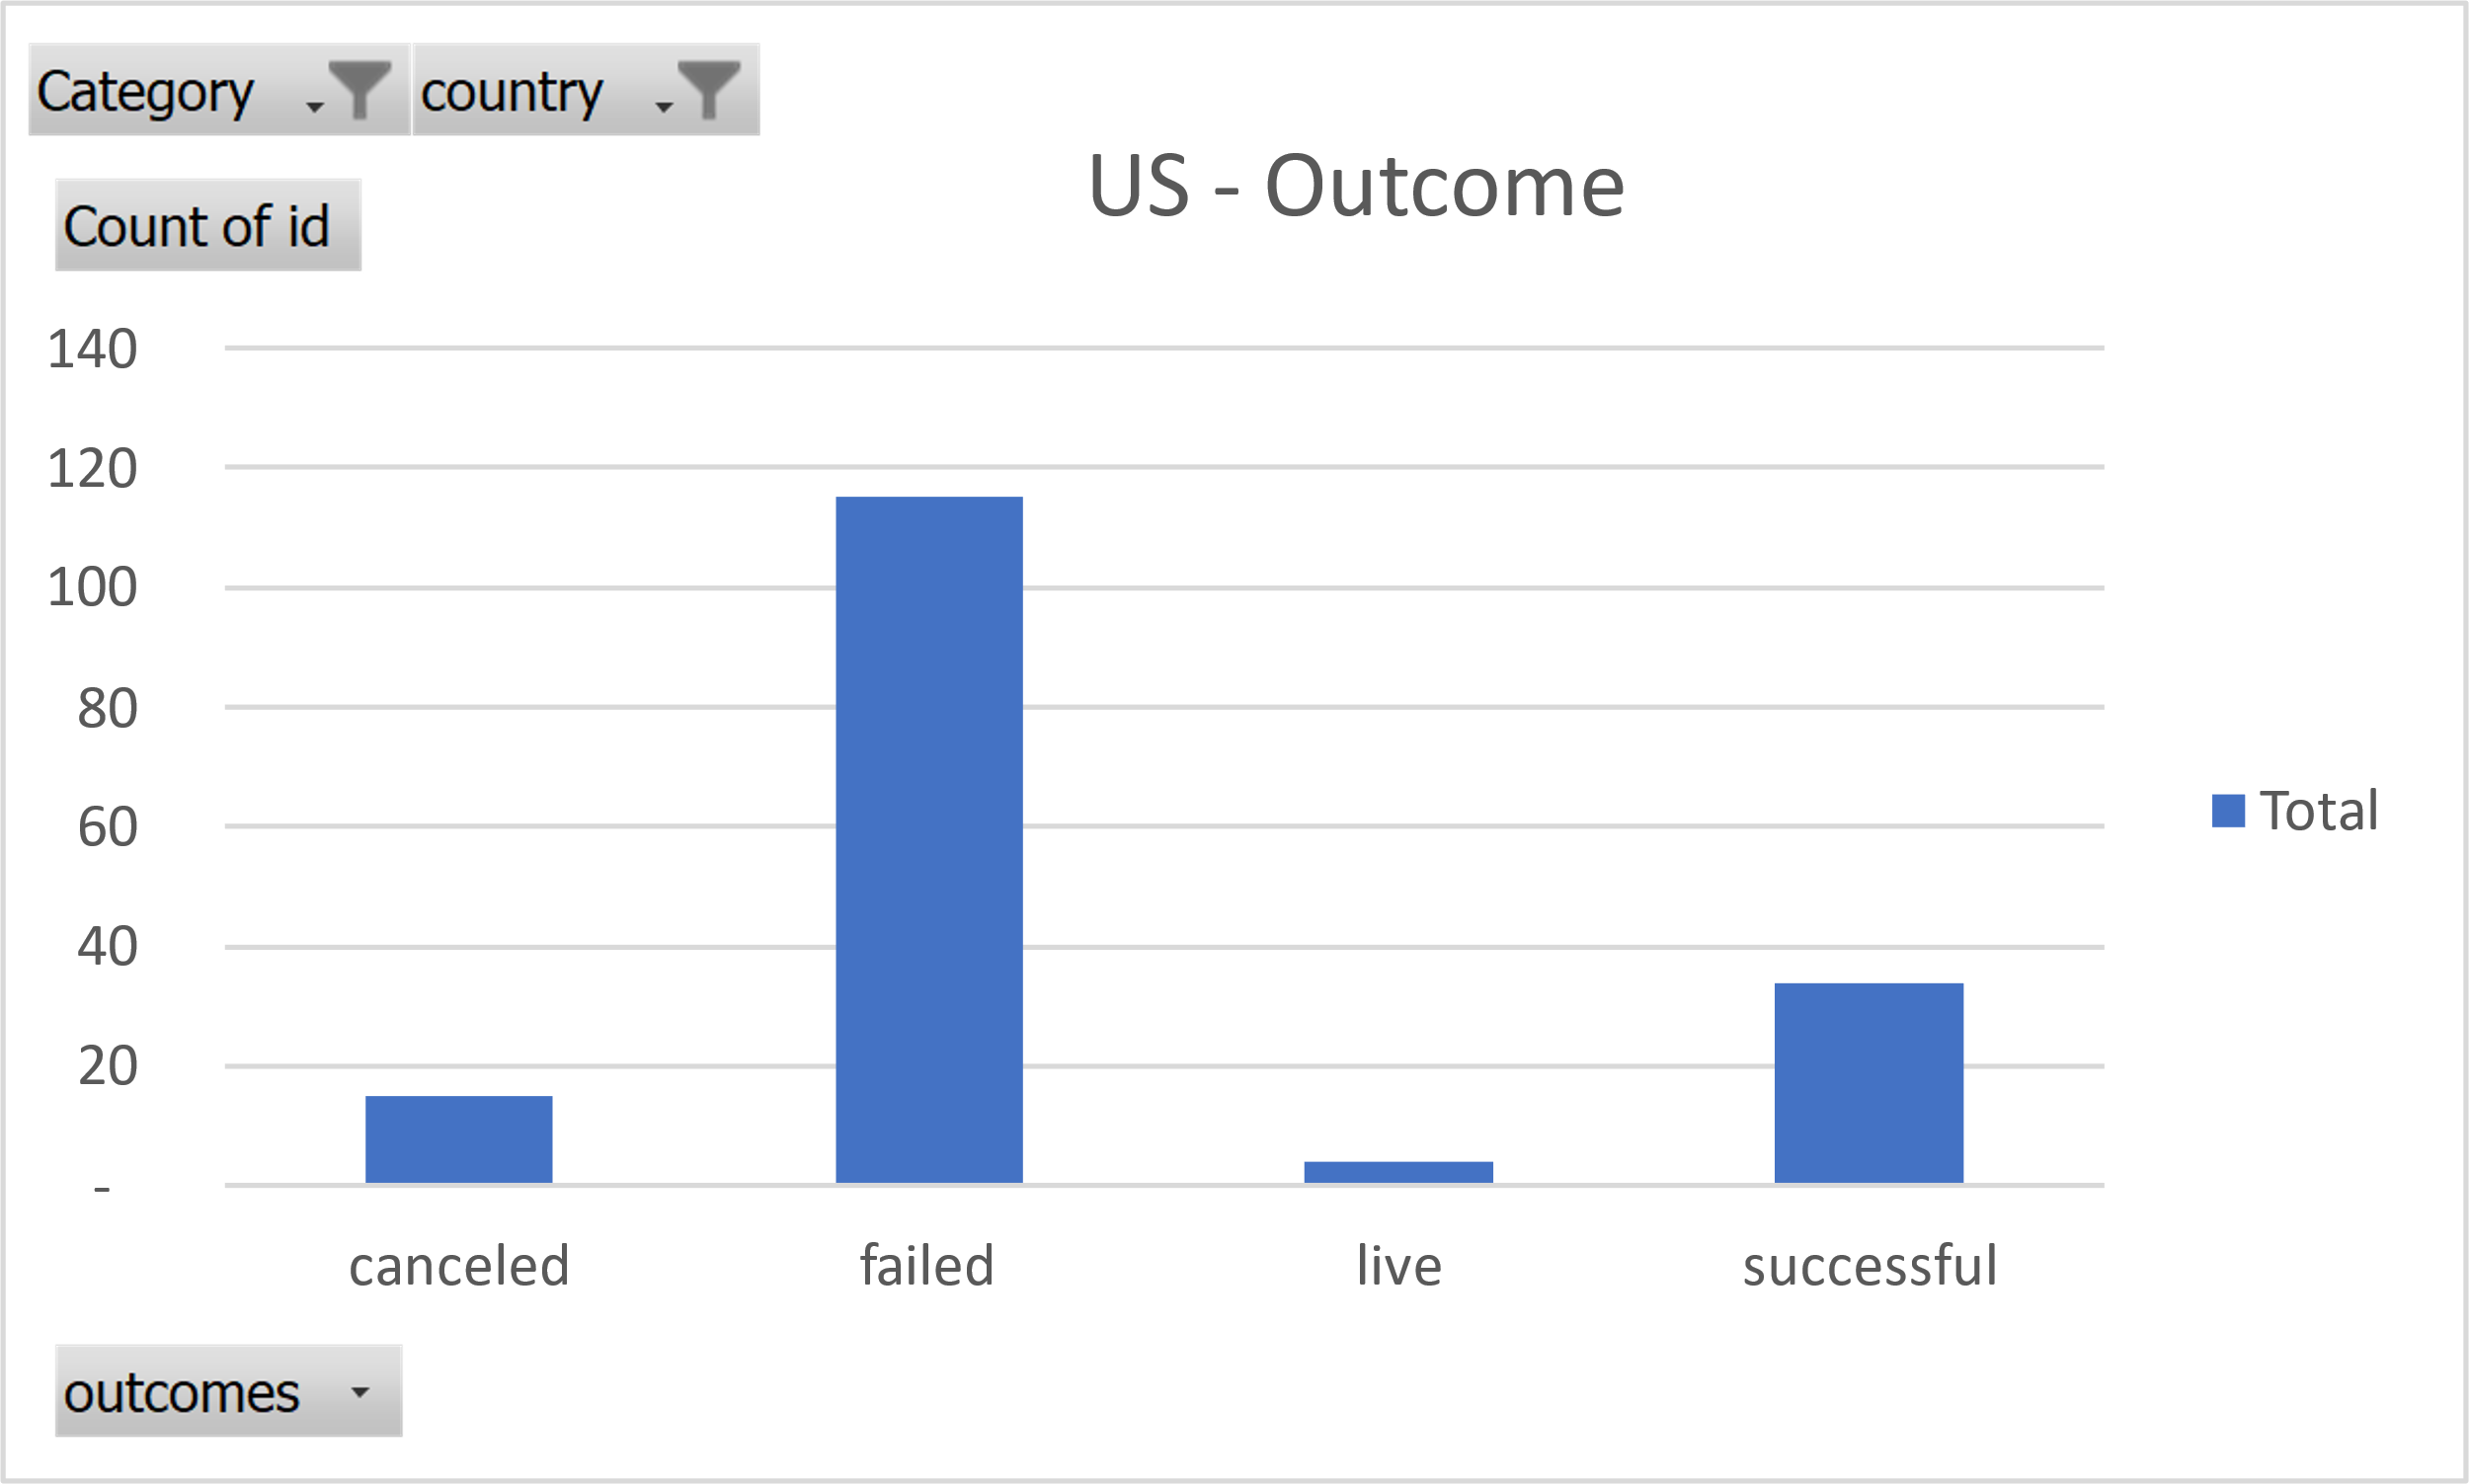 Category country
US - Outcome
Count of id
140
120
100
80
60
40
20
-
Total
canceled failed live successful
outcomes